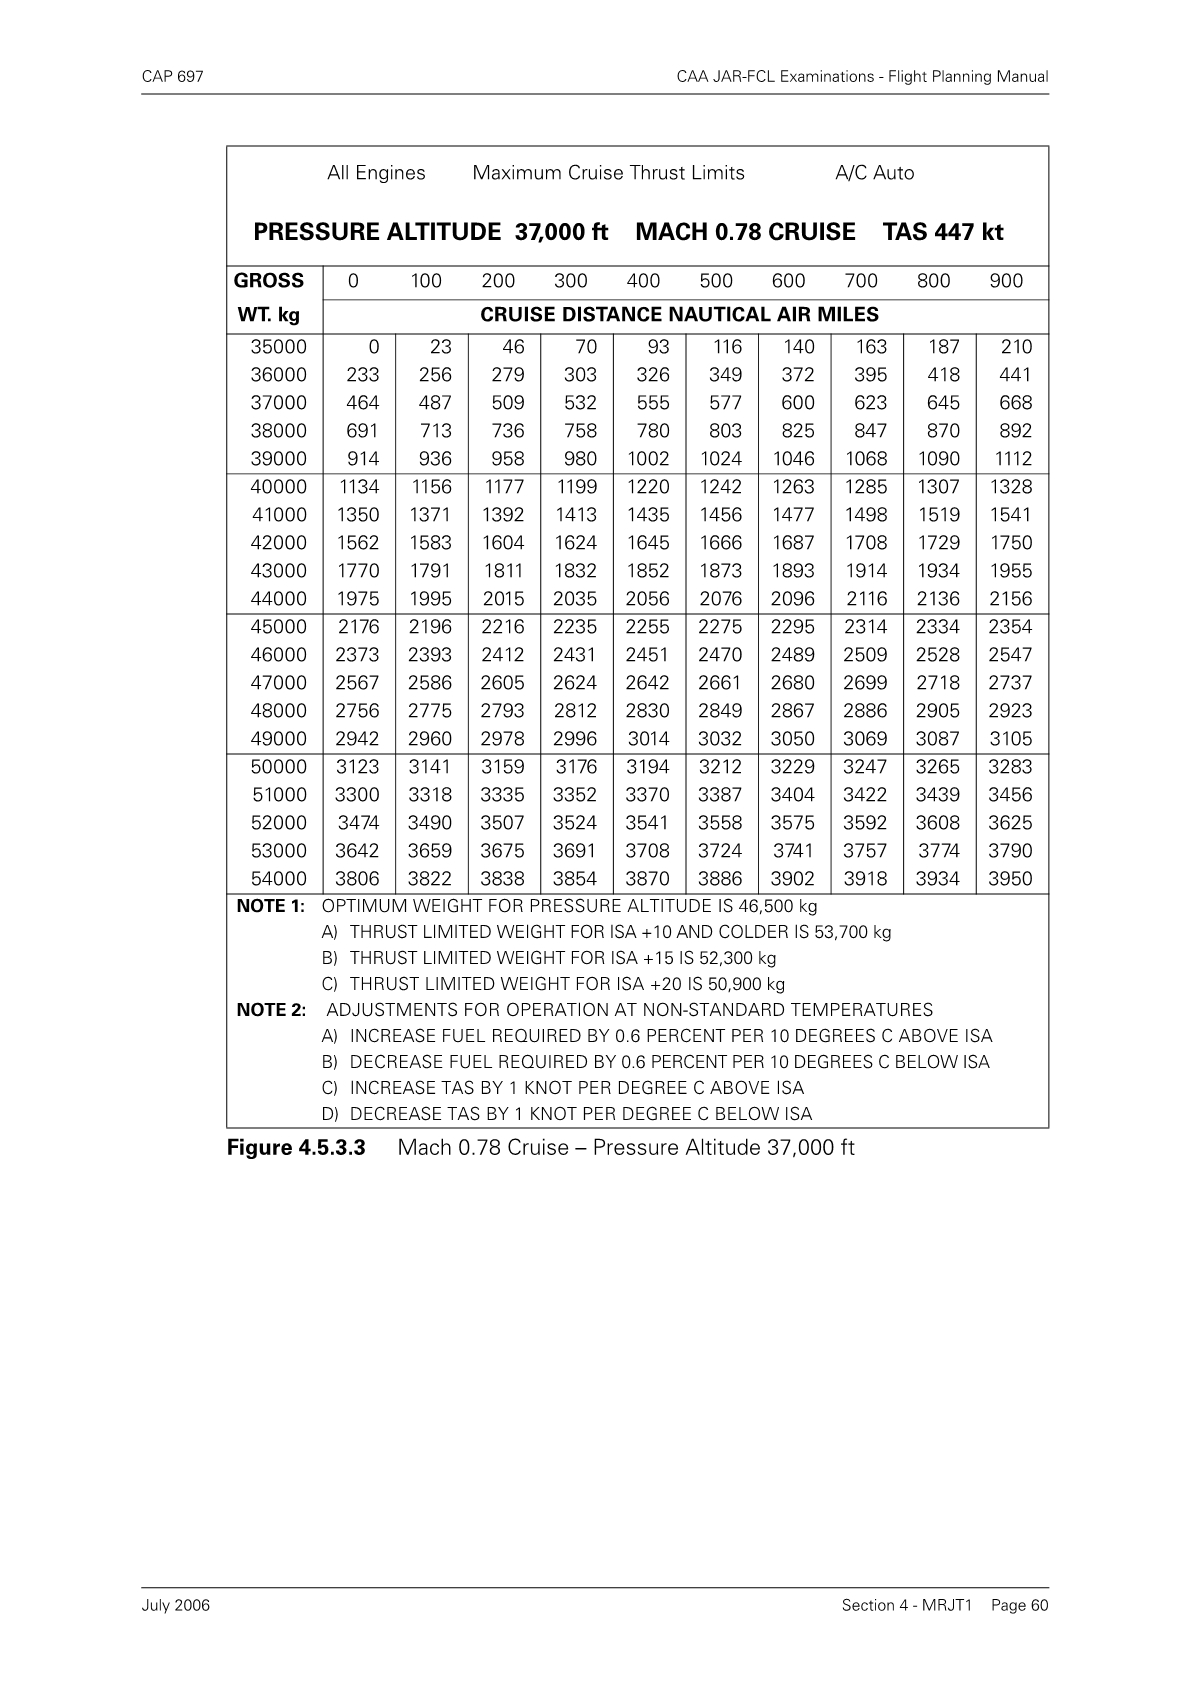 CAP 697 CAA JAR-FCL Examinations - Flight Planning Manual
All Engines Maximum Cruise Thrust Limits A/C Auto
PRESSURE ALTITUDE 37,000 ft MACH 0.78 CRUISE TAS 447 kt
GROSS 0 100 200 300 400 500 600 700 800 900
WT. kg CRUISE DISTANCE NAUTICAL AIR MILES
35000 0 23 46 70 93 116 140 163 187 210
36000 233 256 279 303 326 349 372 395 418 441
37000 464 487 509 532 555 577 600 623 645 668
38000 691 713 736 758 780 803 825 847 870 892
39000 914 936 958 980 1002 1024 1046 1068 1090 1112
40000 1134 1156 1177 1199 1220 1242 1263 1285 1307 1328
41000 1350 1371 1392 1413 1435 1456 1477 1498 1519 1541
42000 1562 1583 1604 1624 1645 1666 1687 1708 1729 1750
43000 1770 1791 1811 1832 1852 1873 1893 1914 1934 1955
44000 1975 1995 2015 2035 2056 2076 2096 2116 2136 2156
45000 2176 2196 2216 2235 2255 2275 2295 2314 2334 2354
46000 2373 2393 2412 2431 2451 2470 2489 2509 2528 2547
47000 2567 2586 2605 2624 2642 2661 2680 2699 2718 2737
48000 2756 2775 2793 2812 2830 2849 2867 2886 2905 2923
49000 2942 2960 2978 2996 3014 3032 3050 3069 3087 3105
50000 3123 3141 3159 3176 3194 3212 3229 3247 3265 3283
51000 3300 3318 3335 3352 3370 3387 3404 3422 3439 3456
52000 3474 3490 3507 3524 3541 3558 3575 3592 3608 3625
53000 3642 3659 3675 3691 3708 3724 3741 3757 3774 3790
54000 3806 3822 3838 3854 3870 3886 3902 3918 3934 3950
NOTE 1: OPTIMUM WEIGHT FOR PRESSURE ALTITUDE IS 46,500 kg
A) THRUST LIMITED WEIGHT FOR ISA +10 AND COLDER IS 53,700 kg
B) THRUST LIMITED WEIGHT FOR ISA +15 IS 52,300 kg
C) THRUST LIMITED WEIGHT FOR ISA +20 IS 50,900 kg
NOTE 2: ADJUSTMENTS FOR OPERATION AT NON-STANDARD TEMPERATURES
A) INCREASE FUEL REQUIRED BY 0.6 PERCENT PER 10 DEGREES C ABOVE ISA
B) DECREASE FUEL REQUIRED BY 0.6 PERCENT PER 10 DEGREES C BELOW ISA
C) INCREASE TAS BY 1 KNOT PER DEGREE C ABOVE ISA
D) DECREASE TAS BY 1 KNOT PER DEGREE C BELOW ISA
Figure 4.5.3.3 Mach 0.78 Cruise – Pressure Altitude 37,000 ft
July 2006 Section 4 - MRJT1 Page 60